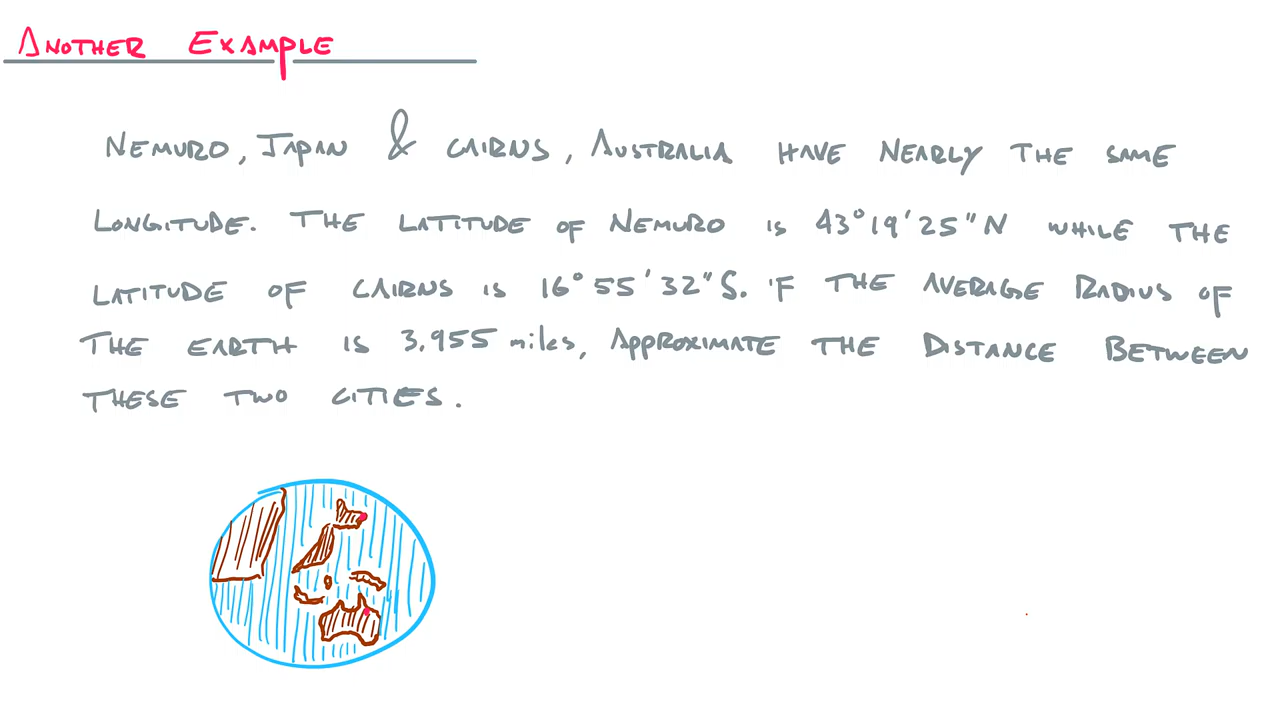 ANOTHER EXAMPLE
NEMURO, JAPAN & CAIRNS, AUSTRALIA HAVE NEARLY THE SAME
LONGITUDE. THE LATITUDE OF NEMURO IS 43°19'25"N WHILE THE
LATITUDE OF CAIRNS IS 16°55'32"S. IF THE AVERAGE RADIUS OF
THE EARTH IS 3,955 miles, APPROXIMATE THE DISTANCE BETWEEN
THESE TWO CITIES.